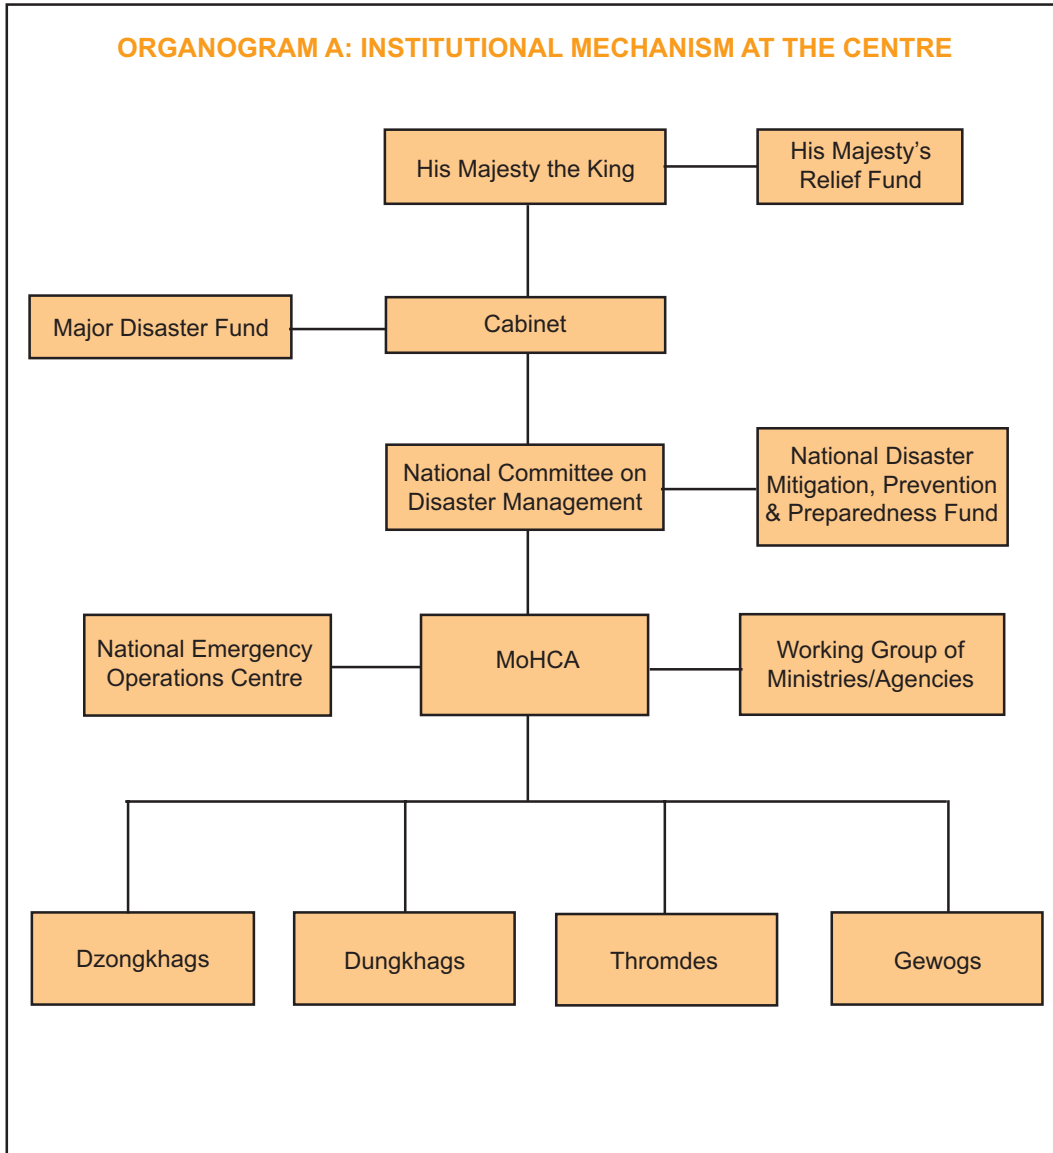 ORGANOGRAM A: INSTITUTIONAL MECHANISM AT THE CENTRE
His Majesty the King
His Majesty's
Relief Fund
Major Disaster Fund
Cabinet
National Committee on
Disaster Management
National Disaster
Mitigation, Prevention
& Preparedness Fund
National Emergency
Operations Centre
MoHCA
Working Group of
Ministries/Agencies
Dzongkhags
Dungkhags
Thromdes
Gewogs